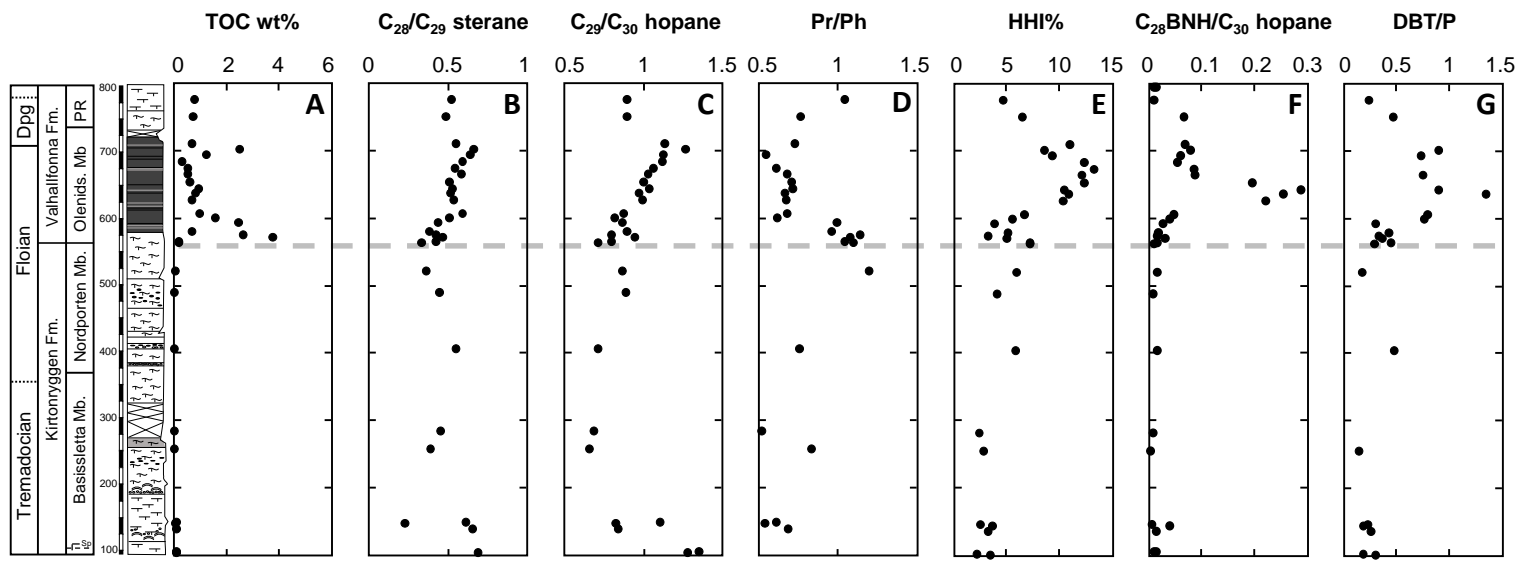 TOC wt% C₂₈/C₂₉ sterane C₂₉/C₃₀ hopane Pr/Ph HHI% C₂₈BNH/C₃₀ hopane DBT/P
0 2 4 6 0 0.5 1 0.5 1 1.5 0.5 1 1.5 0 5 10 15 0 0.1 0.2 0.3 0 0.5 1 1.5
A B C D E F G
800
700
600
500
400
300
200
100
Dpg
Floian
Tremadocian
Valhallfonna Fm.
Kirtonryggen Fm.
PR
Olenids. Mb
Nordporten Mb.
Basissletta Mb.
Sp